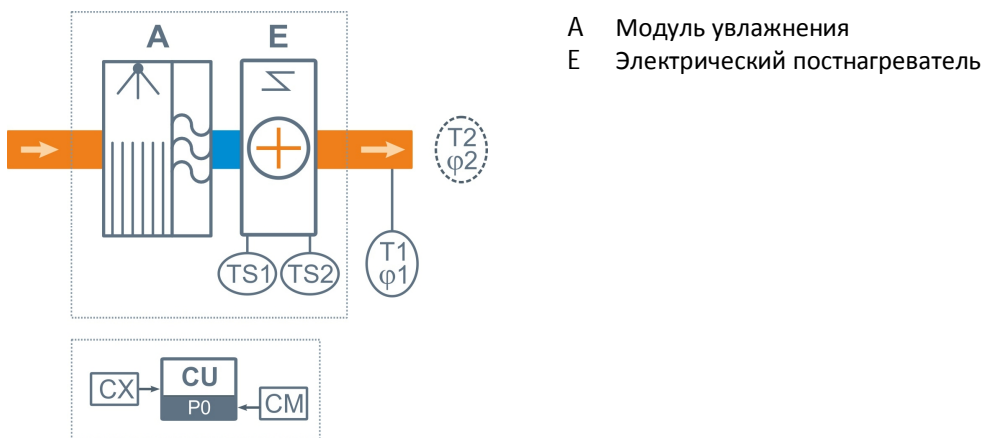 A E
T2
φ2
TS1 TS2 T1
φ1
CX CU CM
P0
A Модуль увлажнения
E Электрический постнагреватель